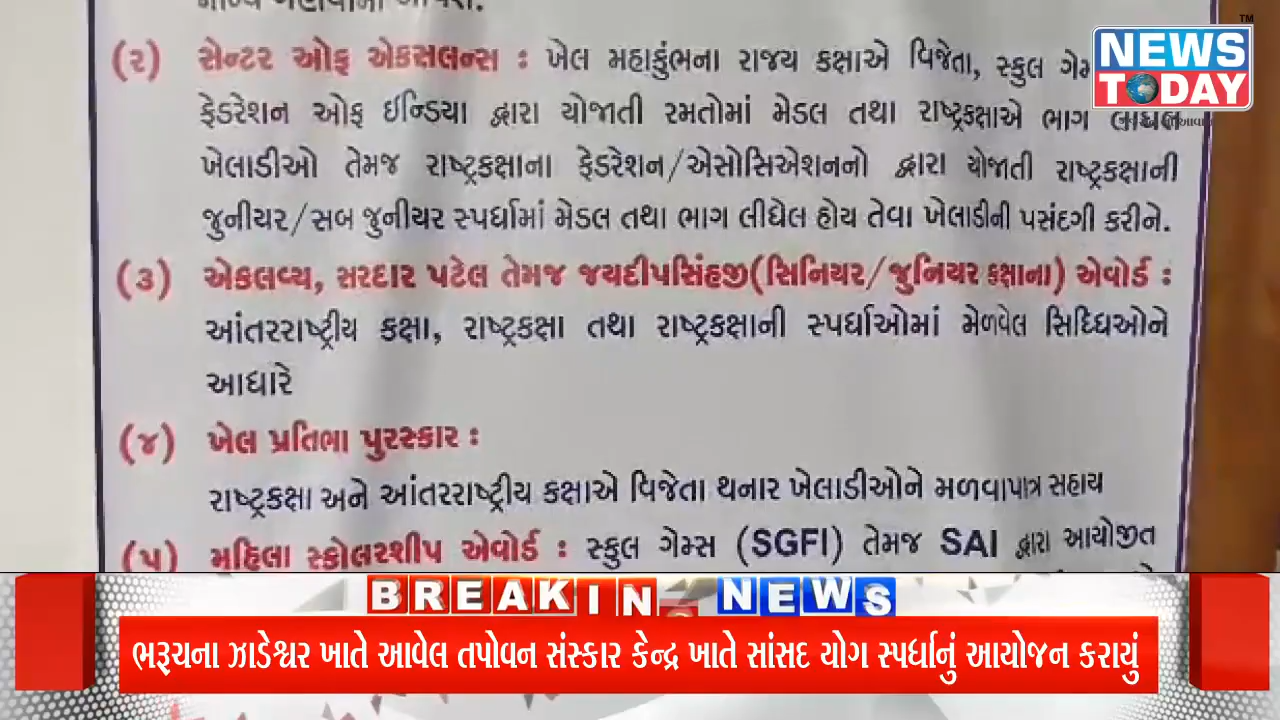 (૨) સેન્ટર ઓફ એકસલન્સ : ખેલ મહાકુંભના રાજ્ય કક્ષાએ વિજેતા, સ્કુલ ગેમ
ફેડરેશન ઓફ ઈન્ડિયા દ્વારા યોજાતી રમતોમાં મેડલ તથા રાષ્ટ્રકક્ષાએ ભાગ લીધેલ
ખેલાડીઓ તેમજ રાષ્ટ્રકક્ષાના ફેડરેશન/એસોસિએશનનો દ્વારા યોજાતી રાષ્ટ્રકક્ષાની
જુનીયર/સબ જુનીયર સ્પર્ધામાં મેડલ તથા ભાગ લીધેલ હોય તેવા ખેલાડીની પસંદગી કરીને.
(૩) એકલવ્ય, સરદાર પટેલ તેમજ જયદીપસિંહજી(સિનિયર/જુનિયર કક્ષાના) એવોર્ડ :
આંતરરાષ્ટ્રીય કક્ષા, રાષ્ટ્રકક્ષા તથા રાષ્ટ્રકક્ષાની સ્પર્ધાઓમાં મેળવેલ સિધ્ધિઓને
આધારે
(૪) ખેલ પ્રતિભા પુરસ્કાર :
રાષ્ટ્રકક્ષા અને આંતરરાષ્ટ્રીય કક્ષાએ વિજેતા થનાર ખેલાડીઓને મળવાપાત્ર સહાય
(૫) મહિલા સ્કોલરશીપ એવોર્ડ : સ્કુલ ગેમ્સ (SGFI) તેમજ SAI દ્વારા આયોજીત
NEWS
TODAY
TM
BREAKIN NEWS
ભરૂચના ઝાડેશ્વર ખાતે આવેલ તપોવન સંસ્કાર કેન્દ્ર ખાતે સાંસદ યોગ સ્પર્ધાનું આયોજન કરાયું